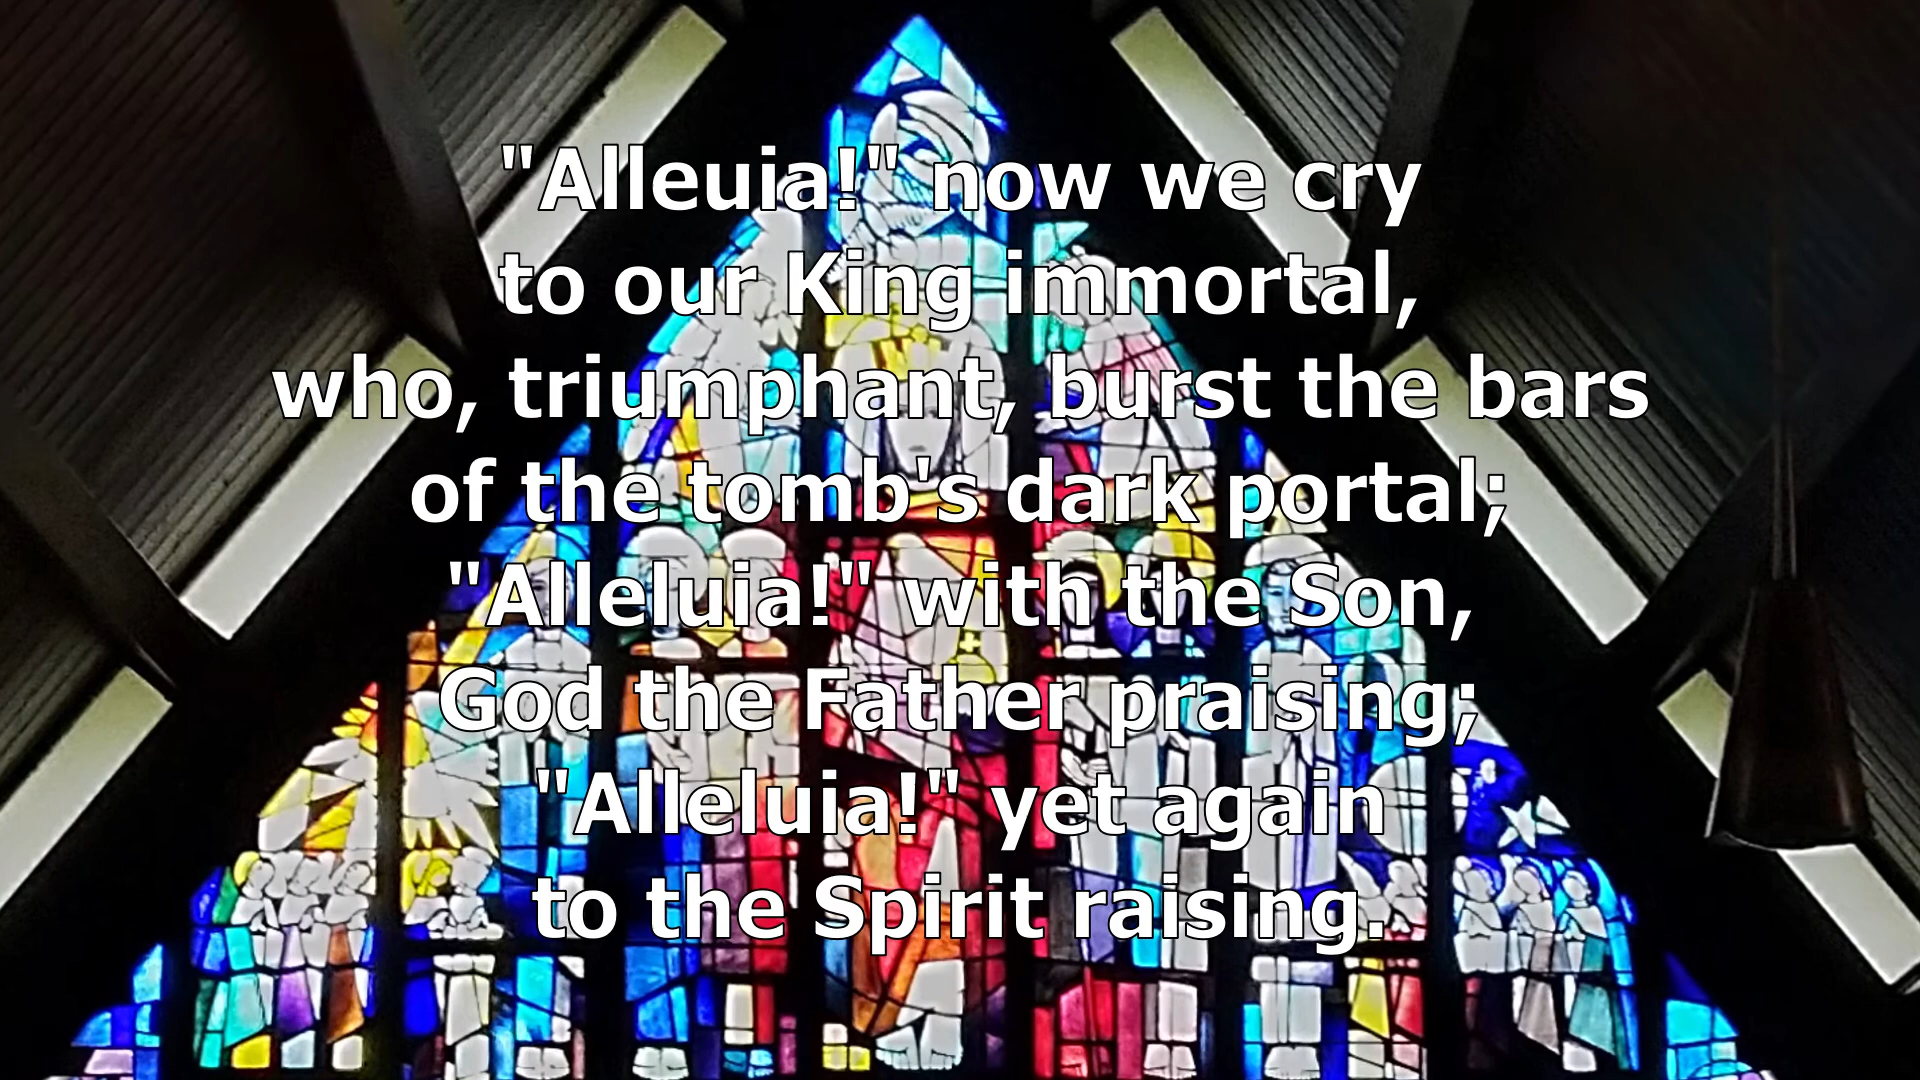 "Alleuia!" now we cry
to our King immortal,
who, triumphant, burst the bars
of the tomb's dark portal;
"Alleluia!" with the Son,
God the Father praising;
"Alleluia!" yet again
to the Spirit raising.